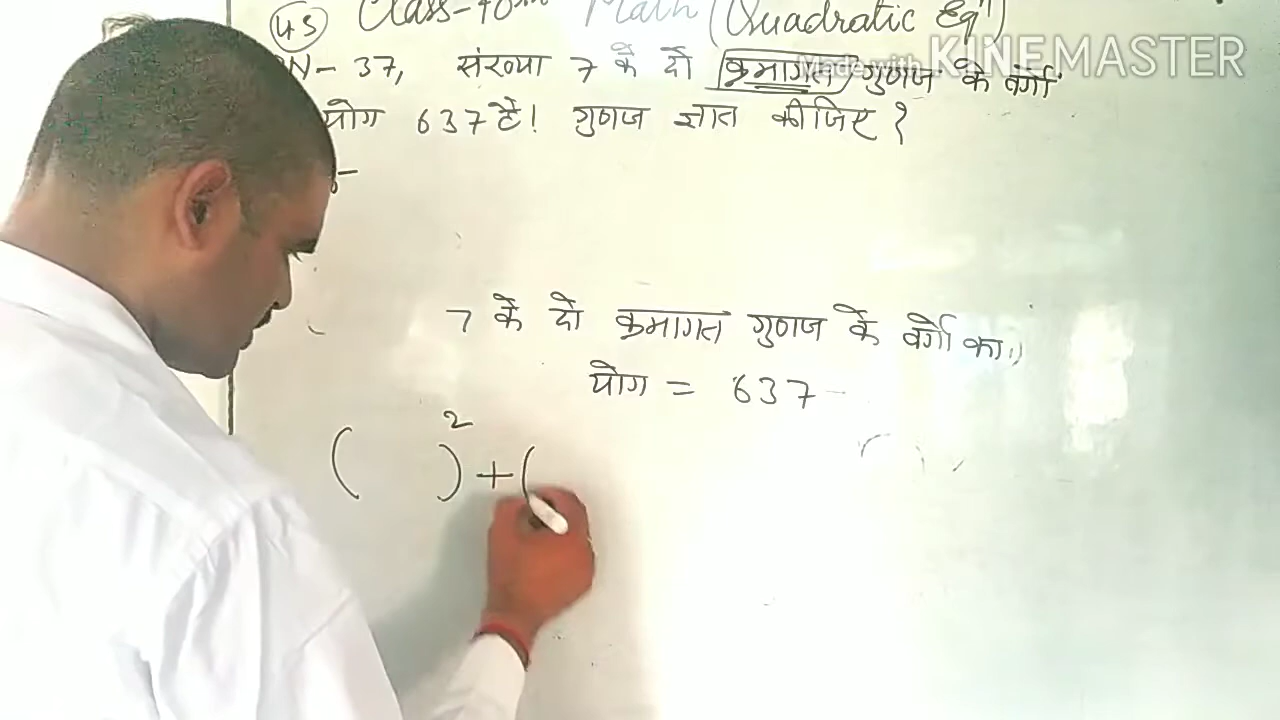 45 Class-10th Math (Quadratic Eqn)
Made with KINEMASTER
QN-37, संख्या 7 के दो क्रमागत गुणज के वर्गों
योग 637 है। गुणज ज्ञात कीजिए ?
7 के दो क्रमागत गुणज के वर्गों का
योग = 637
( )² + (